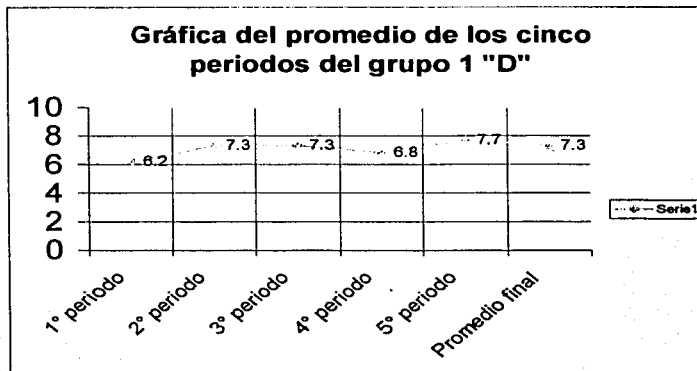 Gráfica del promedio de los cinco
periodos del grupo 1 "D"
10
8
6
4
2
0
6.2
7.3
7.3
6.8
7.7
7.3
Serie1
1° periodo
2° periodo
3° periodo
4° periodo
5° periodo
Promedio final